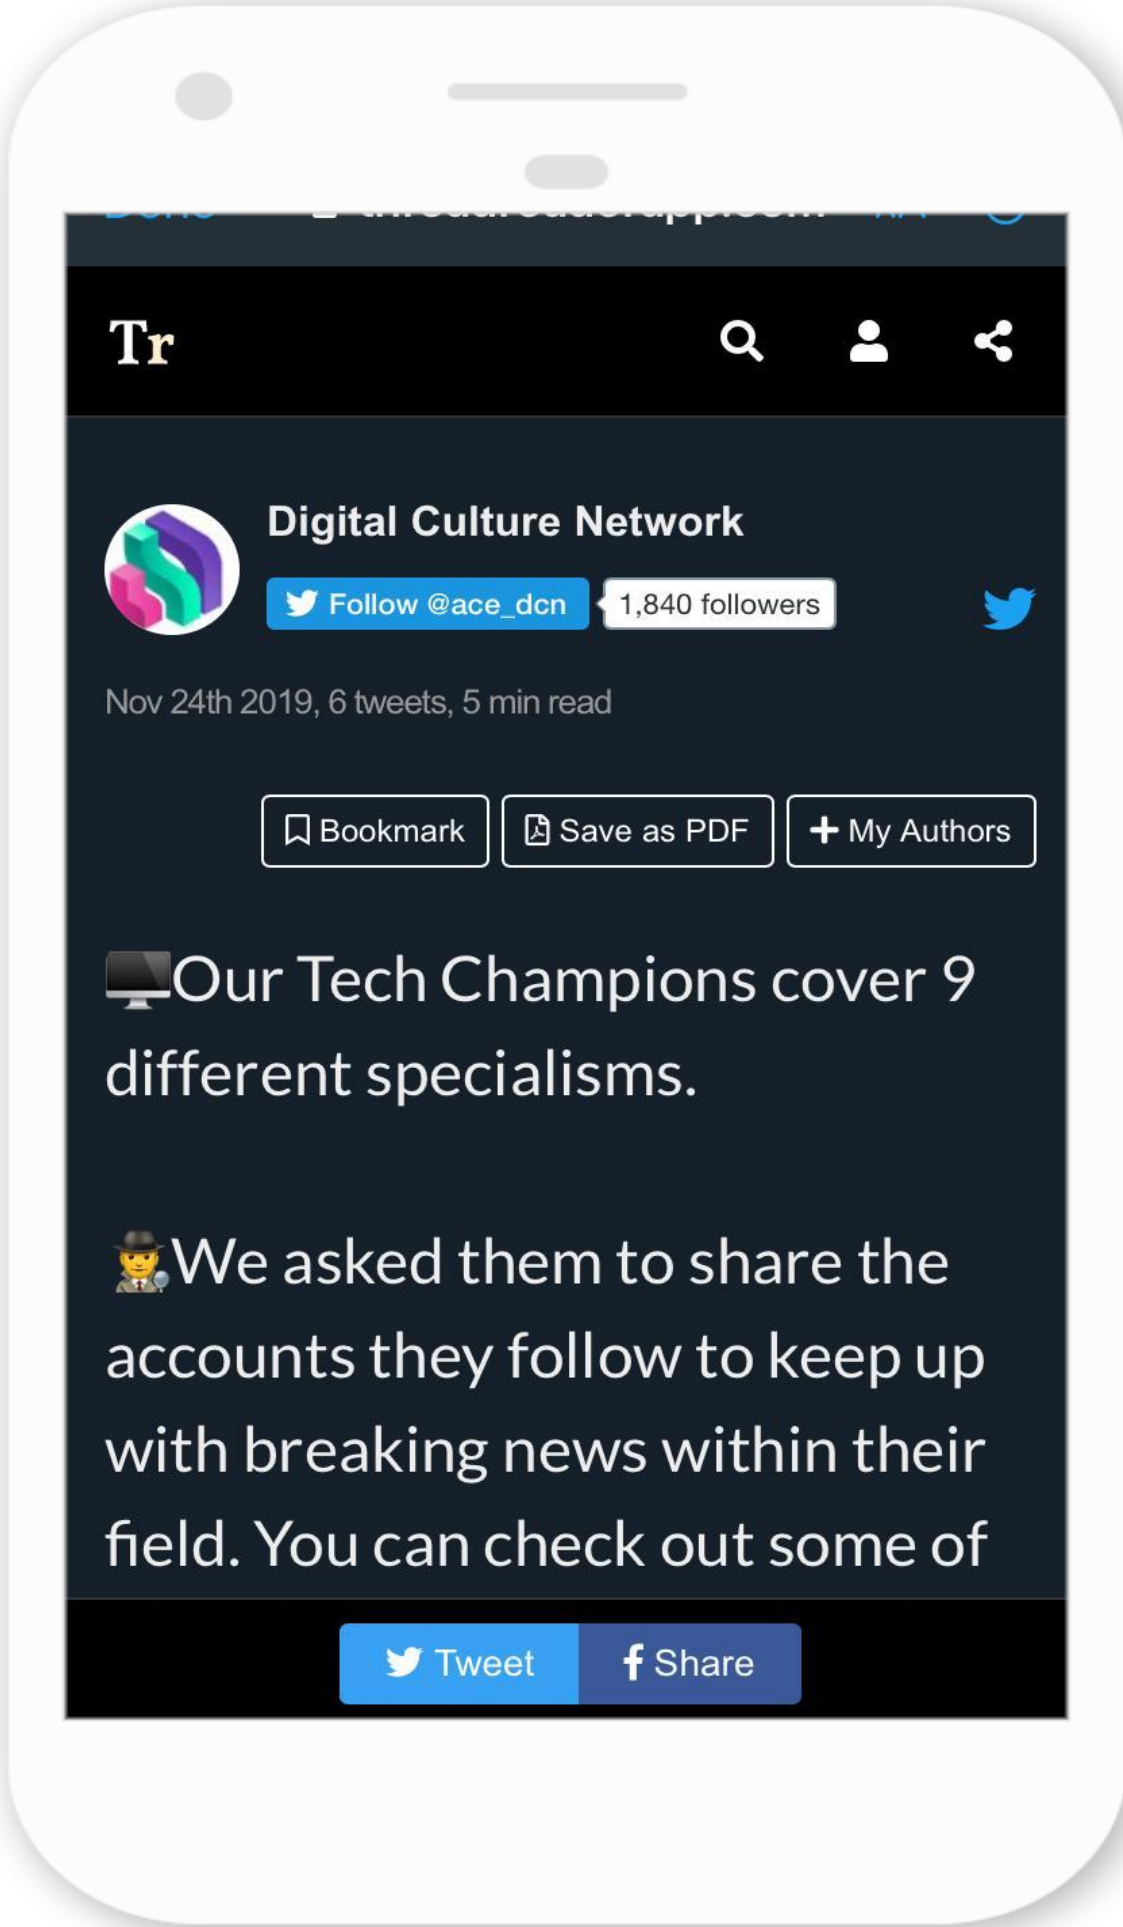 Tr
Digital Culture Network
Follow @ace_dcn 1,840 followers
Nov 24th 2019, 6 tweets, 5 min read
Bookmark Save as PDF My Authors
🖥️Our Tech Champions cover 9
different specialisms.
🕵️We asked them to share the
accounts they follow to keep up
with breaking news within their
field. You can check out some of
Tweet Share